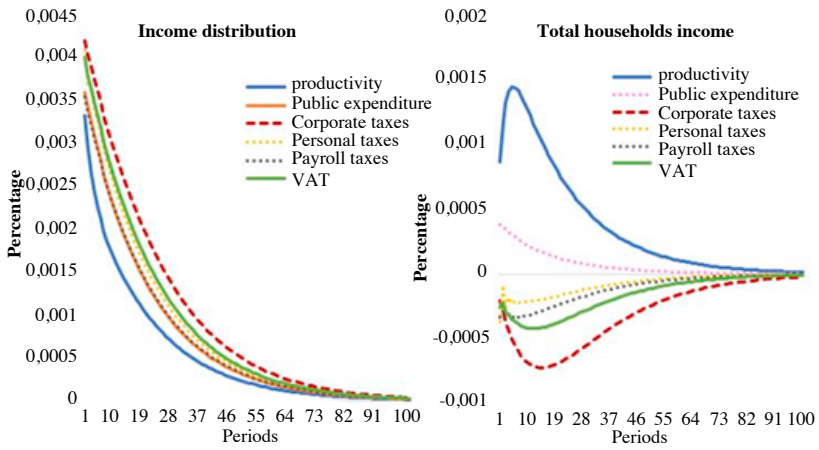 Income distribution
0,0045
0,004
0,0035
0,003
0,0025
0,002
0,0015
0,001
0,0005
0
Percentage
productivity
Public expenditure
Corporate taxes
Personal taxes
Payroll taxes
VAT
1 10 19 28 37 46 55 64 73 82 91 100
Periods
Total households income
0,002
0,0015
0,001
0,0005
0
-0,0005
-0,001
Percentage
productivity
Public expenditure
Corporate taxes
Personal taxes
Payroll taxes
VAT
1 10 19 28 37 46 55 64 73 82 91 100
Periods